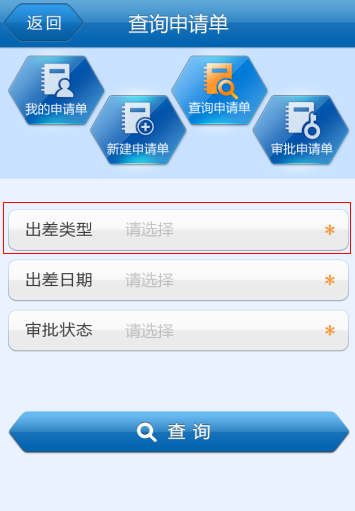 返回
查询申请单
我的申请单
新建申请单
查询申请单
审批申请单
出差类型 请选择 *
出差日期 请选择 *
审批状态 请选择 *
查询